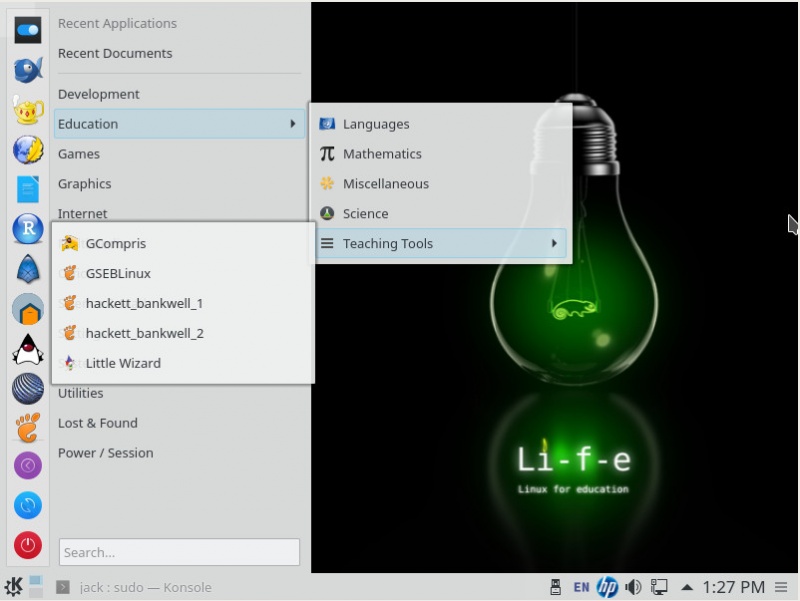 Recent Applications
Recent Documents
Development
Education
Games
Graphics
Internet
Languages
Mathematics
Miscellaneous
Science
Teaching Tools
GCompris
GSEBLinux
hackett_bankwell_1
hackett_bankwell_2
Little Wizard
Utilities
Lost & Found
Power / Session
Search...
Li-f-e
Linux for education
R
jack : sudo — Konsole
EN
hp
1:27 PM